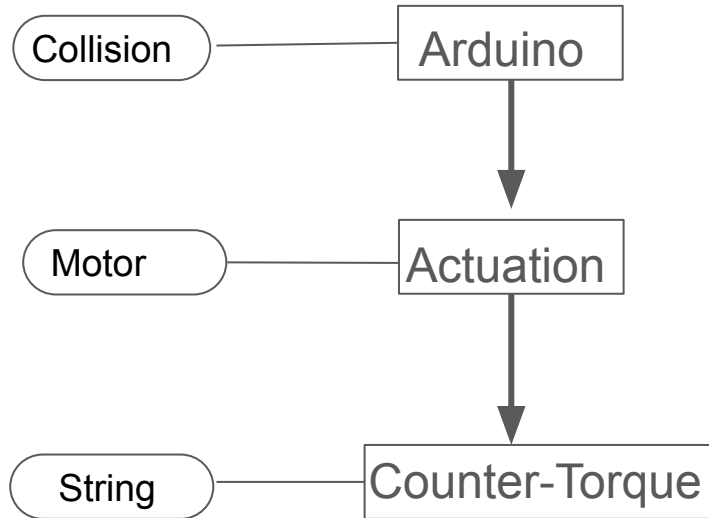 Collision
Arduino
Motor
Actuation
String
Counter-Torque